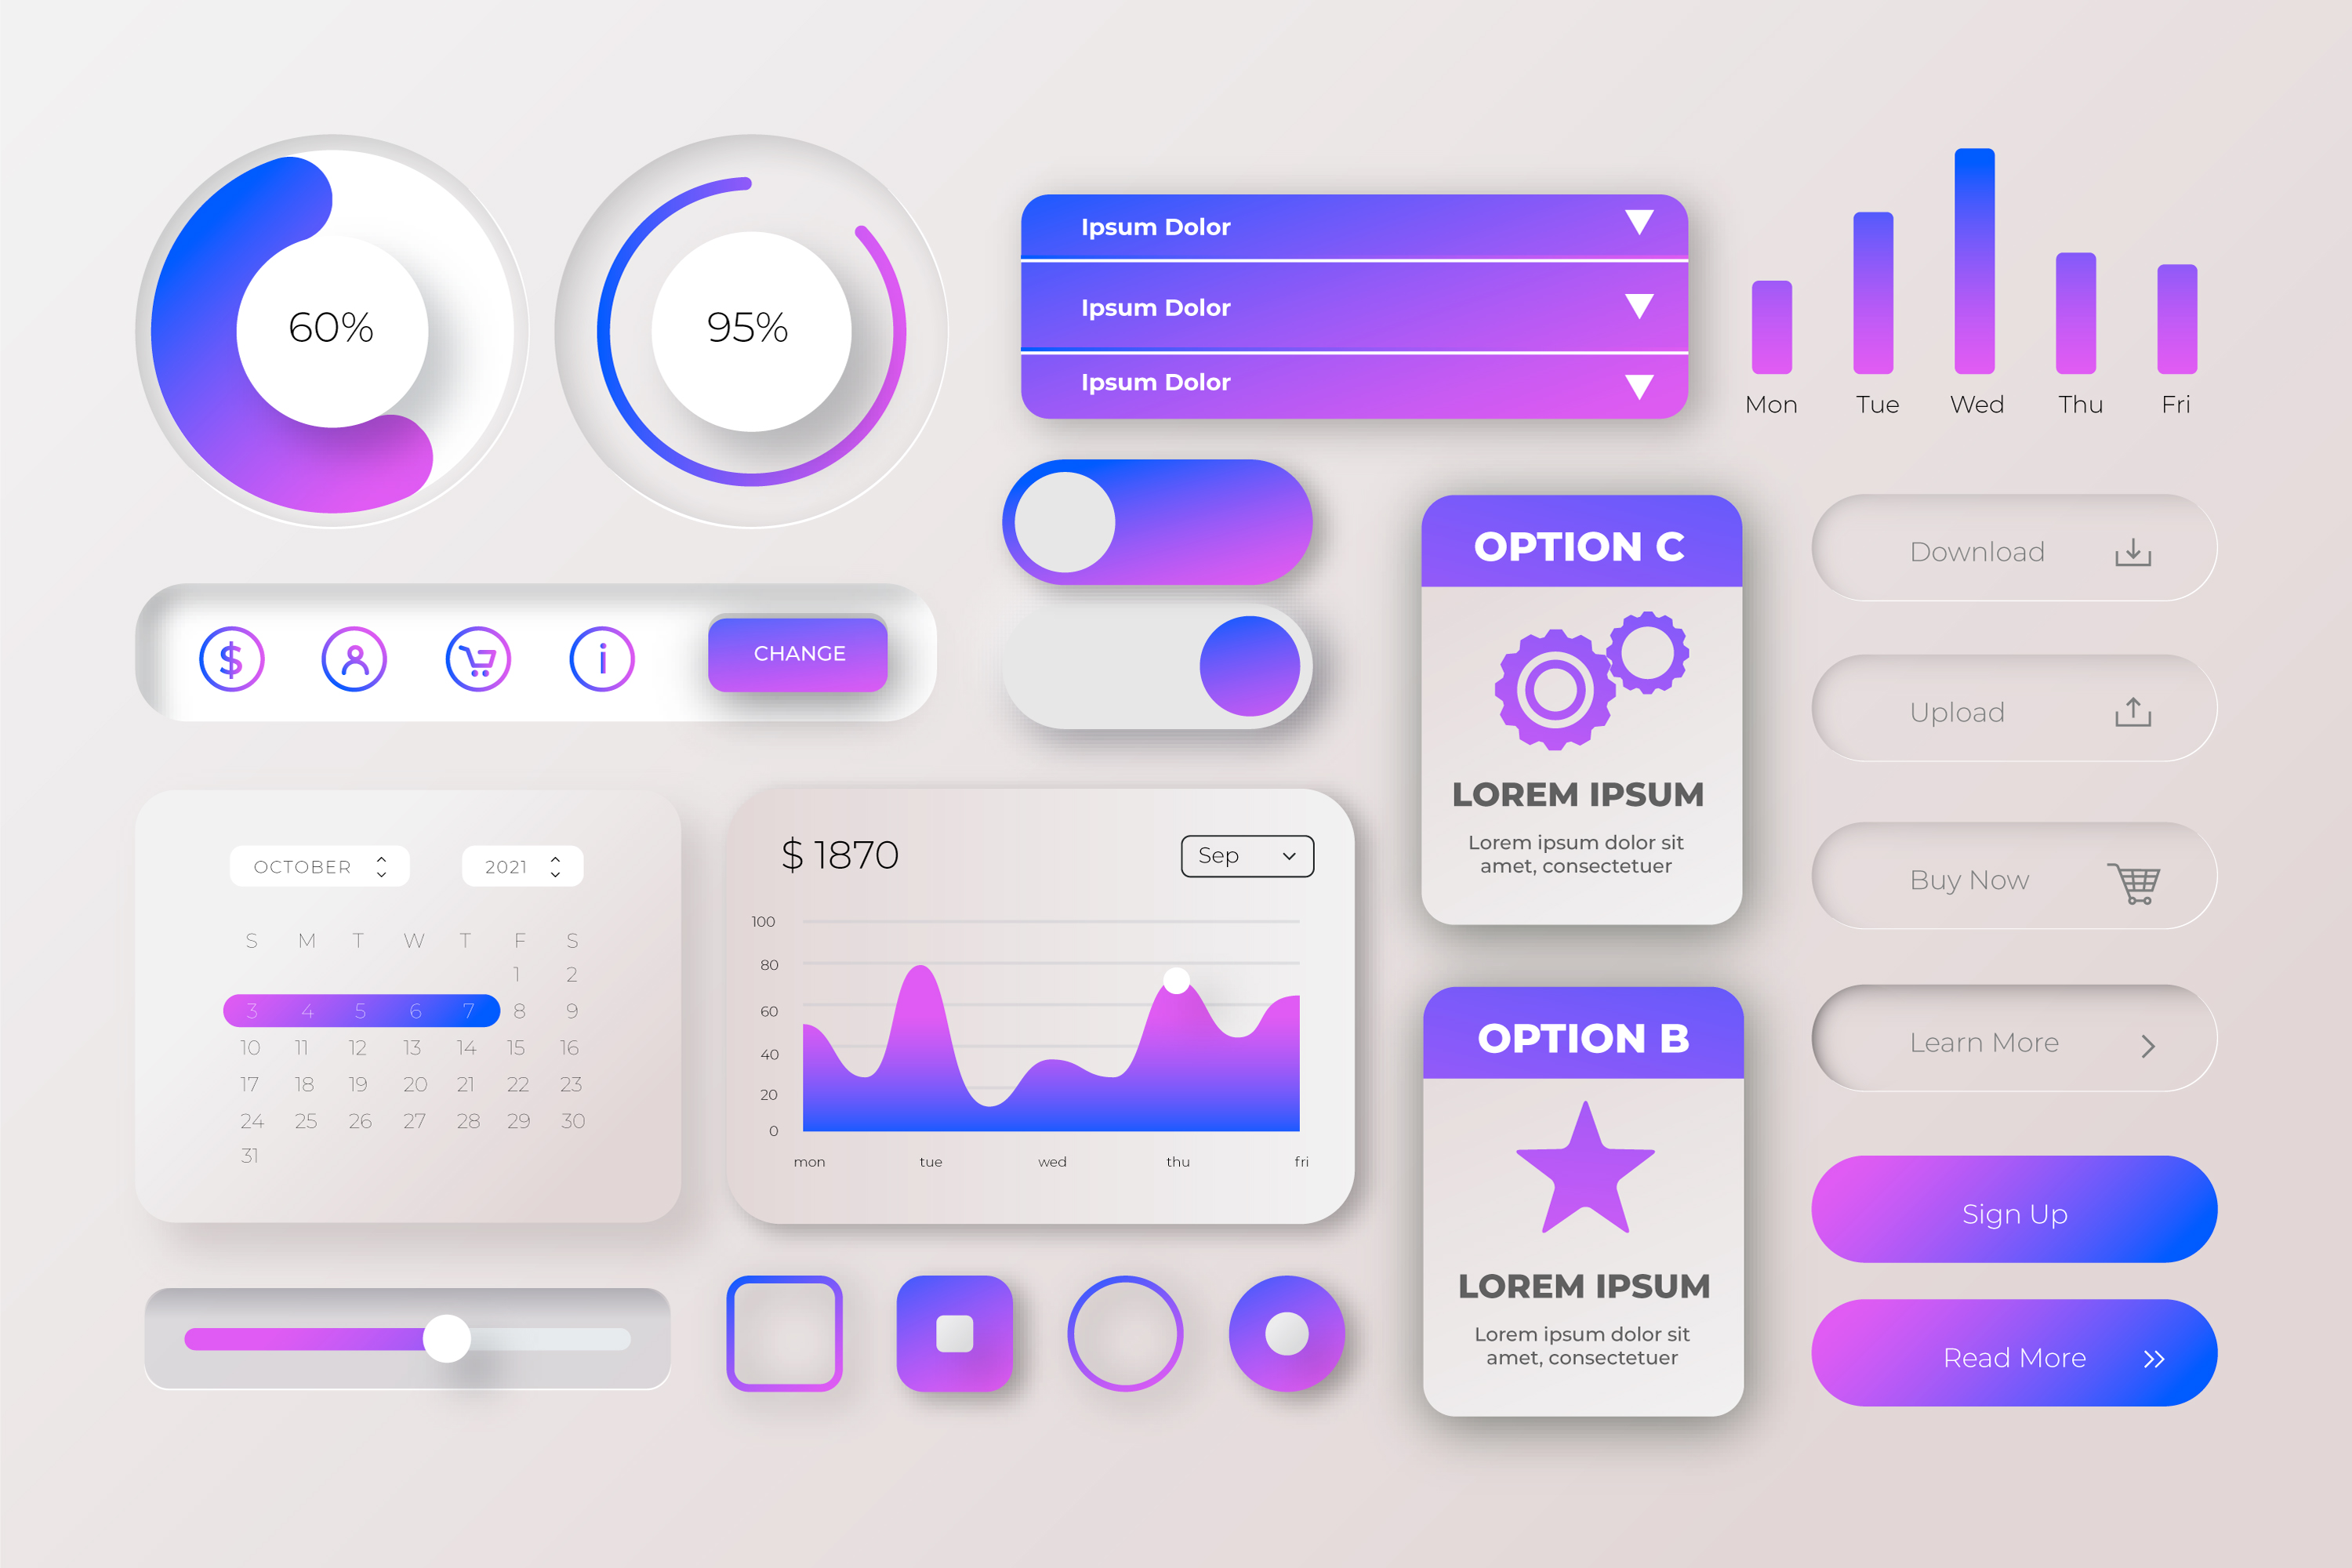 60%
95%
Ipsum Dolor
Ipsum Dolor
Ipsum Dolor
Mon Tue Wed Thu Fri
$
i
CHANGE
OPTION C
LOREM IPSUM
Lorem ipsum dolor sit
amet, consectetuer
Download
Upload
Buy Now
Learn More
Sign Up
Read More
OCTOBER 2021
S M T W T F S
1 2
3 4 5 6 7 8 9
10 11 12 13 14 15 16
17 18 19 20 21 22 23
24 25 26 27 28 29 30
31
$ 1870
Sep
100
80
60
40
20
0
mon tue wed thu fri
OPTION B
LOREM IPSUM
Lorem ipsum dolor sit
amet, consectetuer